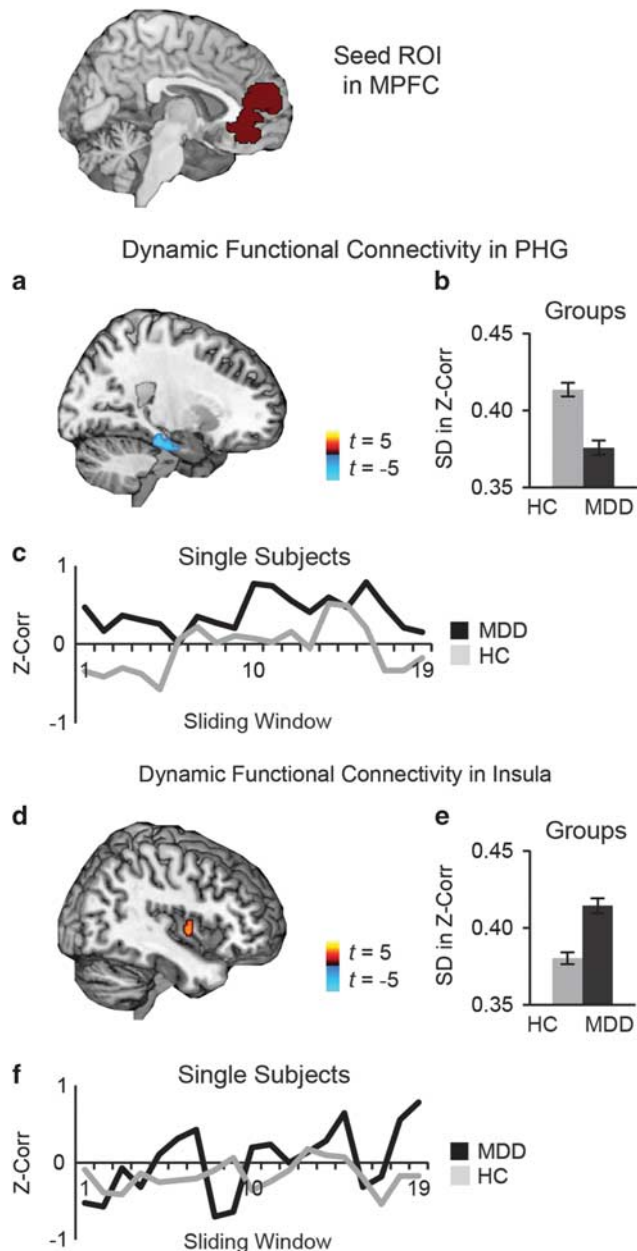 Seed ROI
in MPFC
Dynamic Functional Connectivity in PHG
a
b
Groups
0.45
0.40
0.35
SD in Z-Corr
HC
MDD
t = 5
t = -5
c
Single Subjects
1
0
-1
Z-Corr
1
10
19
Sliding Window
MDD
HC
Dynamic Functional Connectivity in Insula
d
e
Groups
0.45
0.40
0.35
SD in Z-Corr
HC
MDD
t = 5
t = -5
f
Single Subjects
1
0
-1
Z-Corr
1
10
19
Sliding Window
MDD
HC